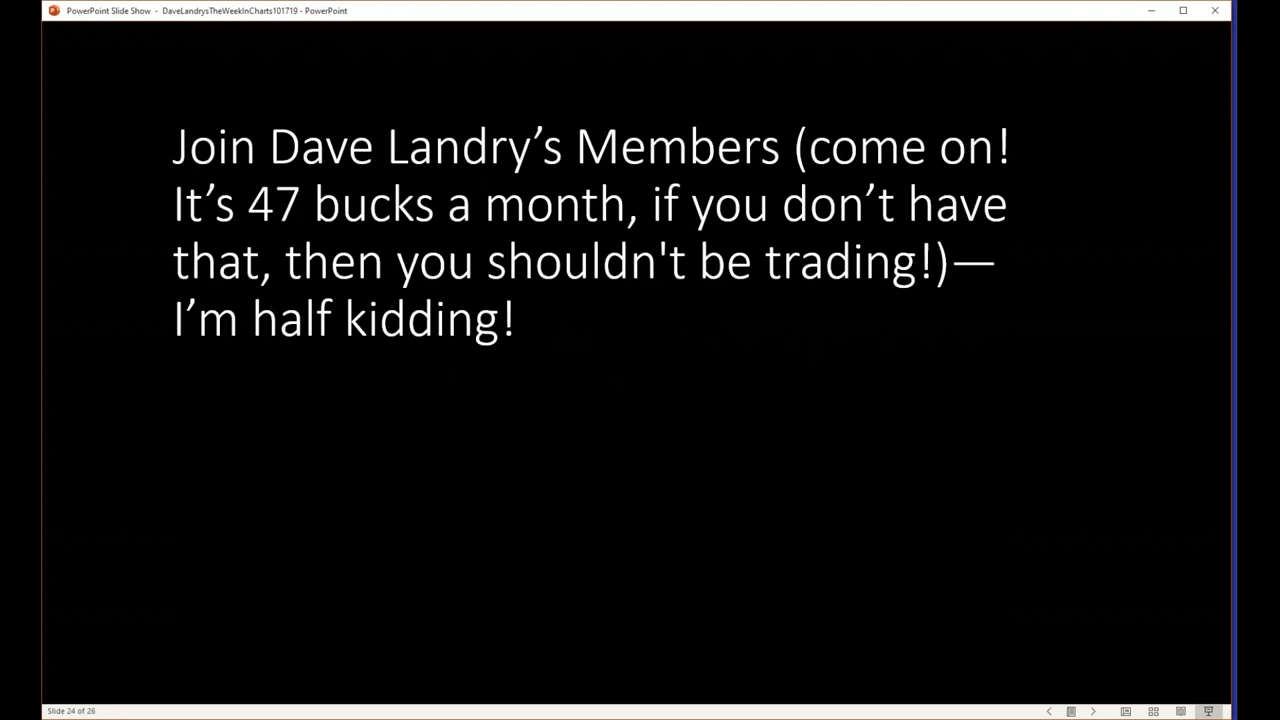 PowerPoint Slide Show - DaveLandrysTheWeekInCharts101719 - PowerPoint
Join Dave Landry’s Members (come on!
It’s 47 bucks a month, if you don’t have
that, then you shouldn't be trading!)—
I’m half kidding!
Slide 24 of 26